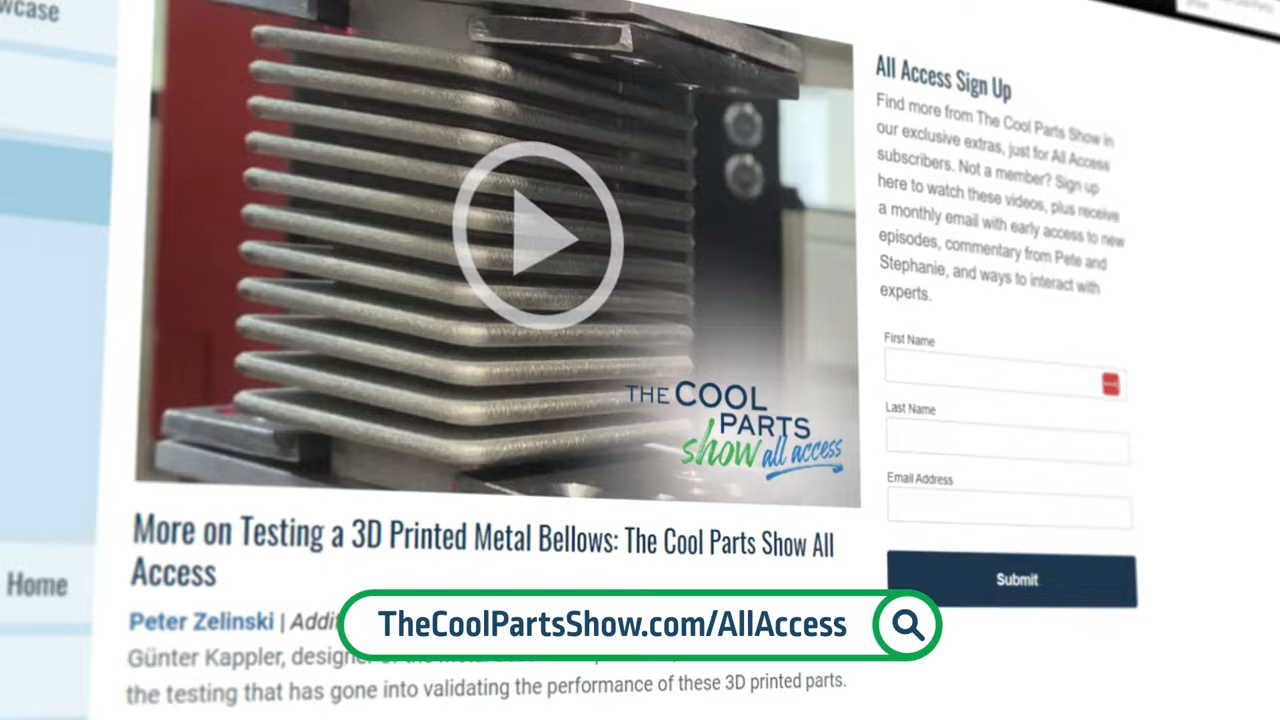 THE COOL
PARTS
show all access
More on Testing a 3D Printed Metal Bellows: The Cool Parts Show All
Access
Peter Zelinski |
Günter Kappler,
the testing that has gone into validating the performance of these 3D printed parts.
Home
All Access Sign Up
Find more from The Cool Parts Show in
our exclusive extras, just for All Access
subscribers. Not a member? Sign up
here to watch these videos, plus receive
a monthly email with early access to new
episodes, commentary from Pete and
Stephanie, and ways to interact with
experts.
First Name
Last Name
Email Address
Submit
TheCoolPartsShow.com/AllAccess